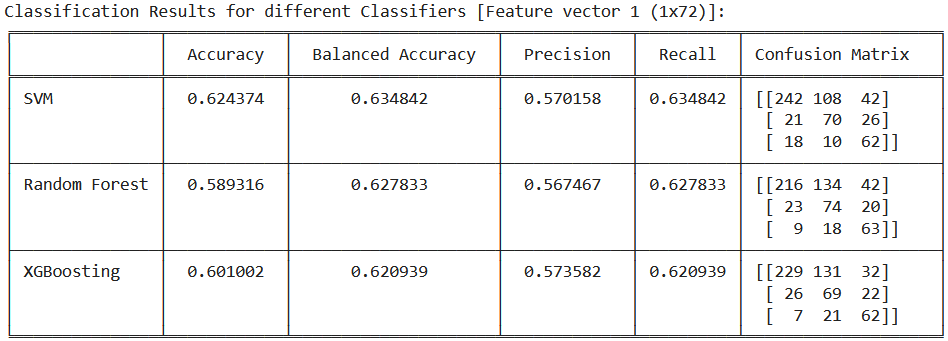 Classification Results for different Classifiers [Feature vector 1 (1x72)]:
Accuracy Balanced Accuracy Precision Recall Confusion Matrix
SVM 0.624374 0.634842 0.570158 0.634842 [[242 108 42]
[ 21 70 26]
[ 18 10 62]]
Random Forest 0.589316 0.627833 0.567467 0.627833 [[216 134 42]
[ 23 74 20]
[ 9 18 63]]
XGBoosting 0.601002 0.620939 0.573582 0.620939 [[229 131 32]
[ 26 69 22]
[ 7 21 62]]